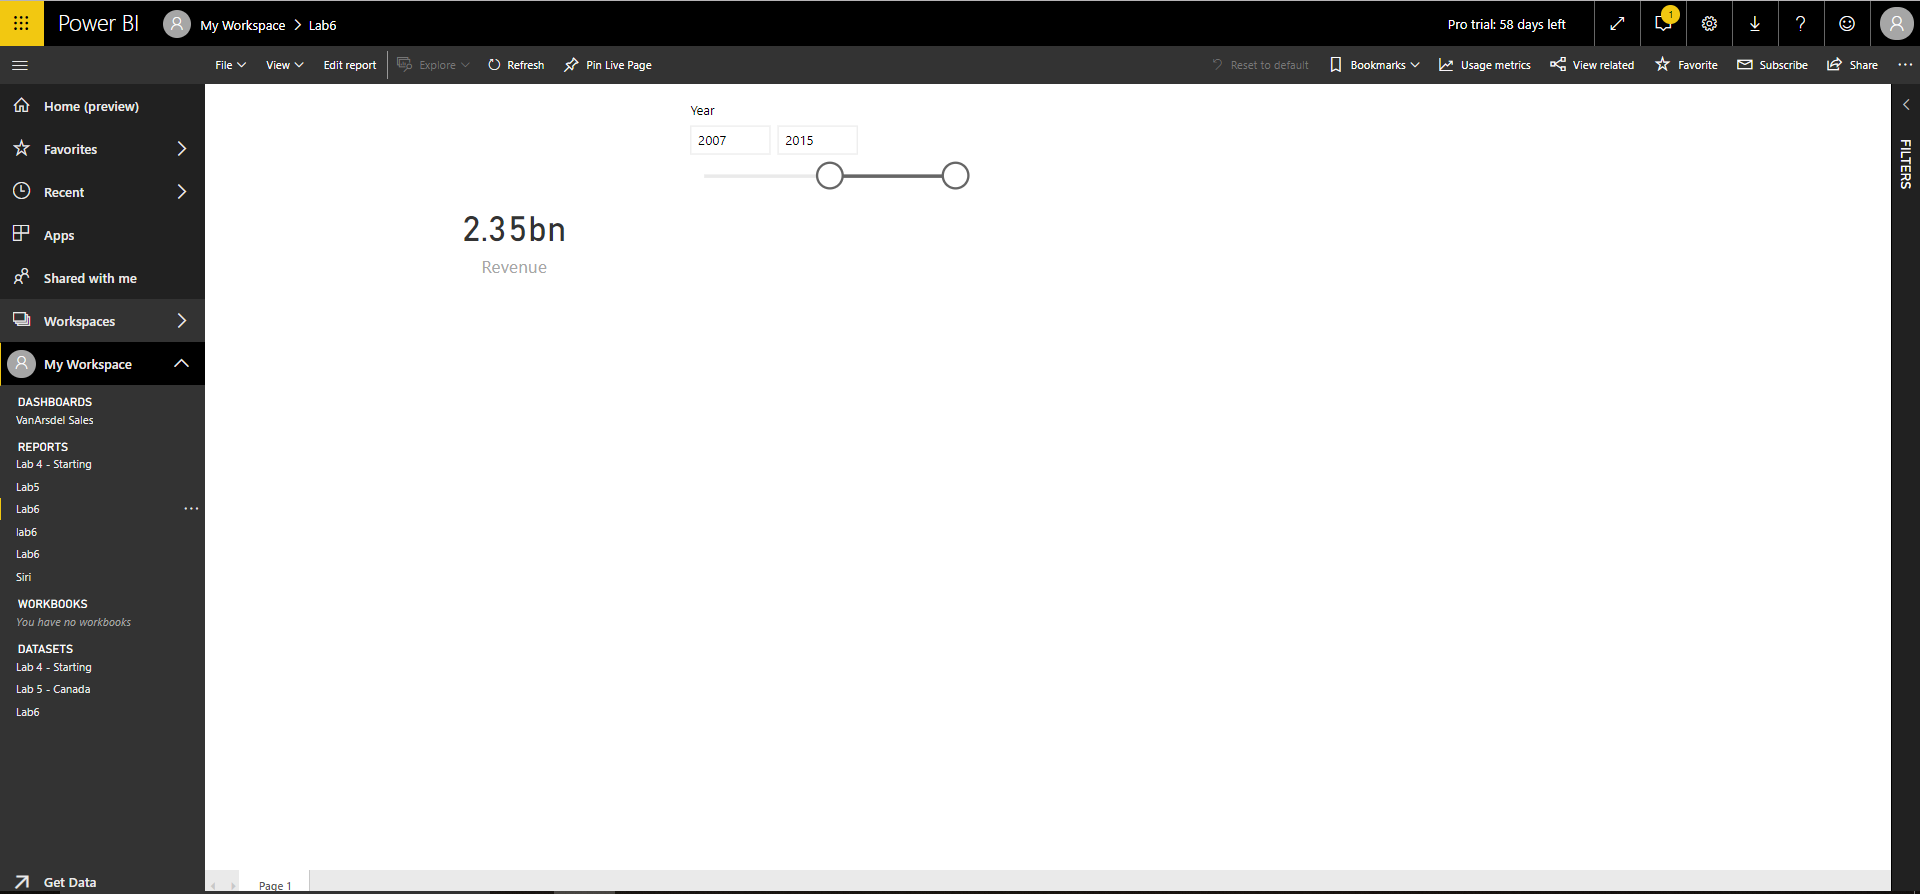 Power BI My Workspace > Lab6 Pro trial: 58 days left 1 ?
File View Edit report Explore Refresh Pin Live Page Reset to default Bookmarks Usage metrics View related Favorite Subscribe Share ...
Home (preview)
Favorites
Recent
Apps
Shared with me
Workspaces
My Workspace
DASHBOARDS
VanArsdel Sales
REPORTS
Lab 4 - Starting
Lab5
Lab6 ...
lab6
Lab6
Siri
WORKBOOKS
You have no workbooks
DATASETS
Lab 4 - Starting
Lab 5 - Canada
Lab6
Get Data
Year
2007 2015
2.35bn
Revenue
FILTERS
Page 1